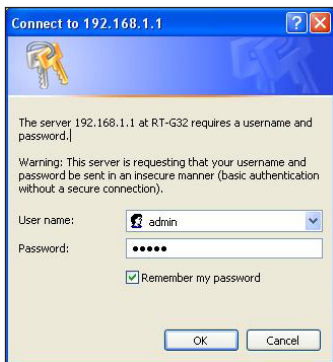 Connect to 192.168.1.1
The server 192.168.1.1 at RT-G32 requires a username and
password.
Warning: This server is requesting that your username and
password be sent in an insecure manner (basic authentication
without a secure connection).
User name:
admin
Password:
●●●●●
Remember my password
OK
Cancel